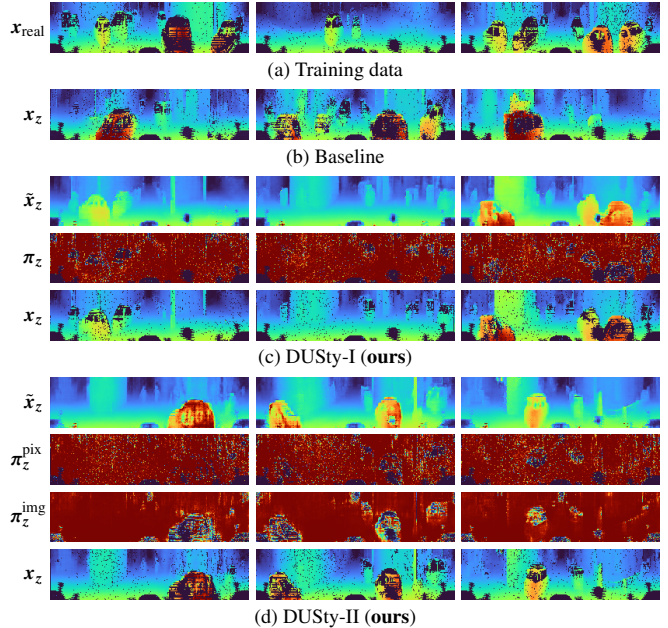 x_real
(a) Training data
x_z
(b) Baseline
x̃_z
π_z
x_z
(c) DUSty-I (ours)
x̃_z
π_z^pix
π_z^img
x_z
(d) DUSty-II (ours)